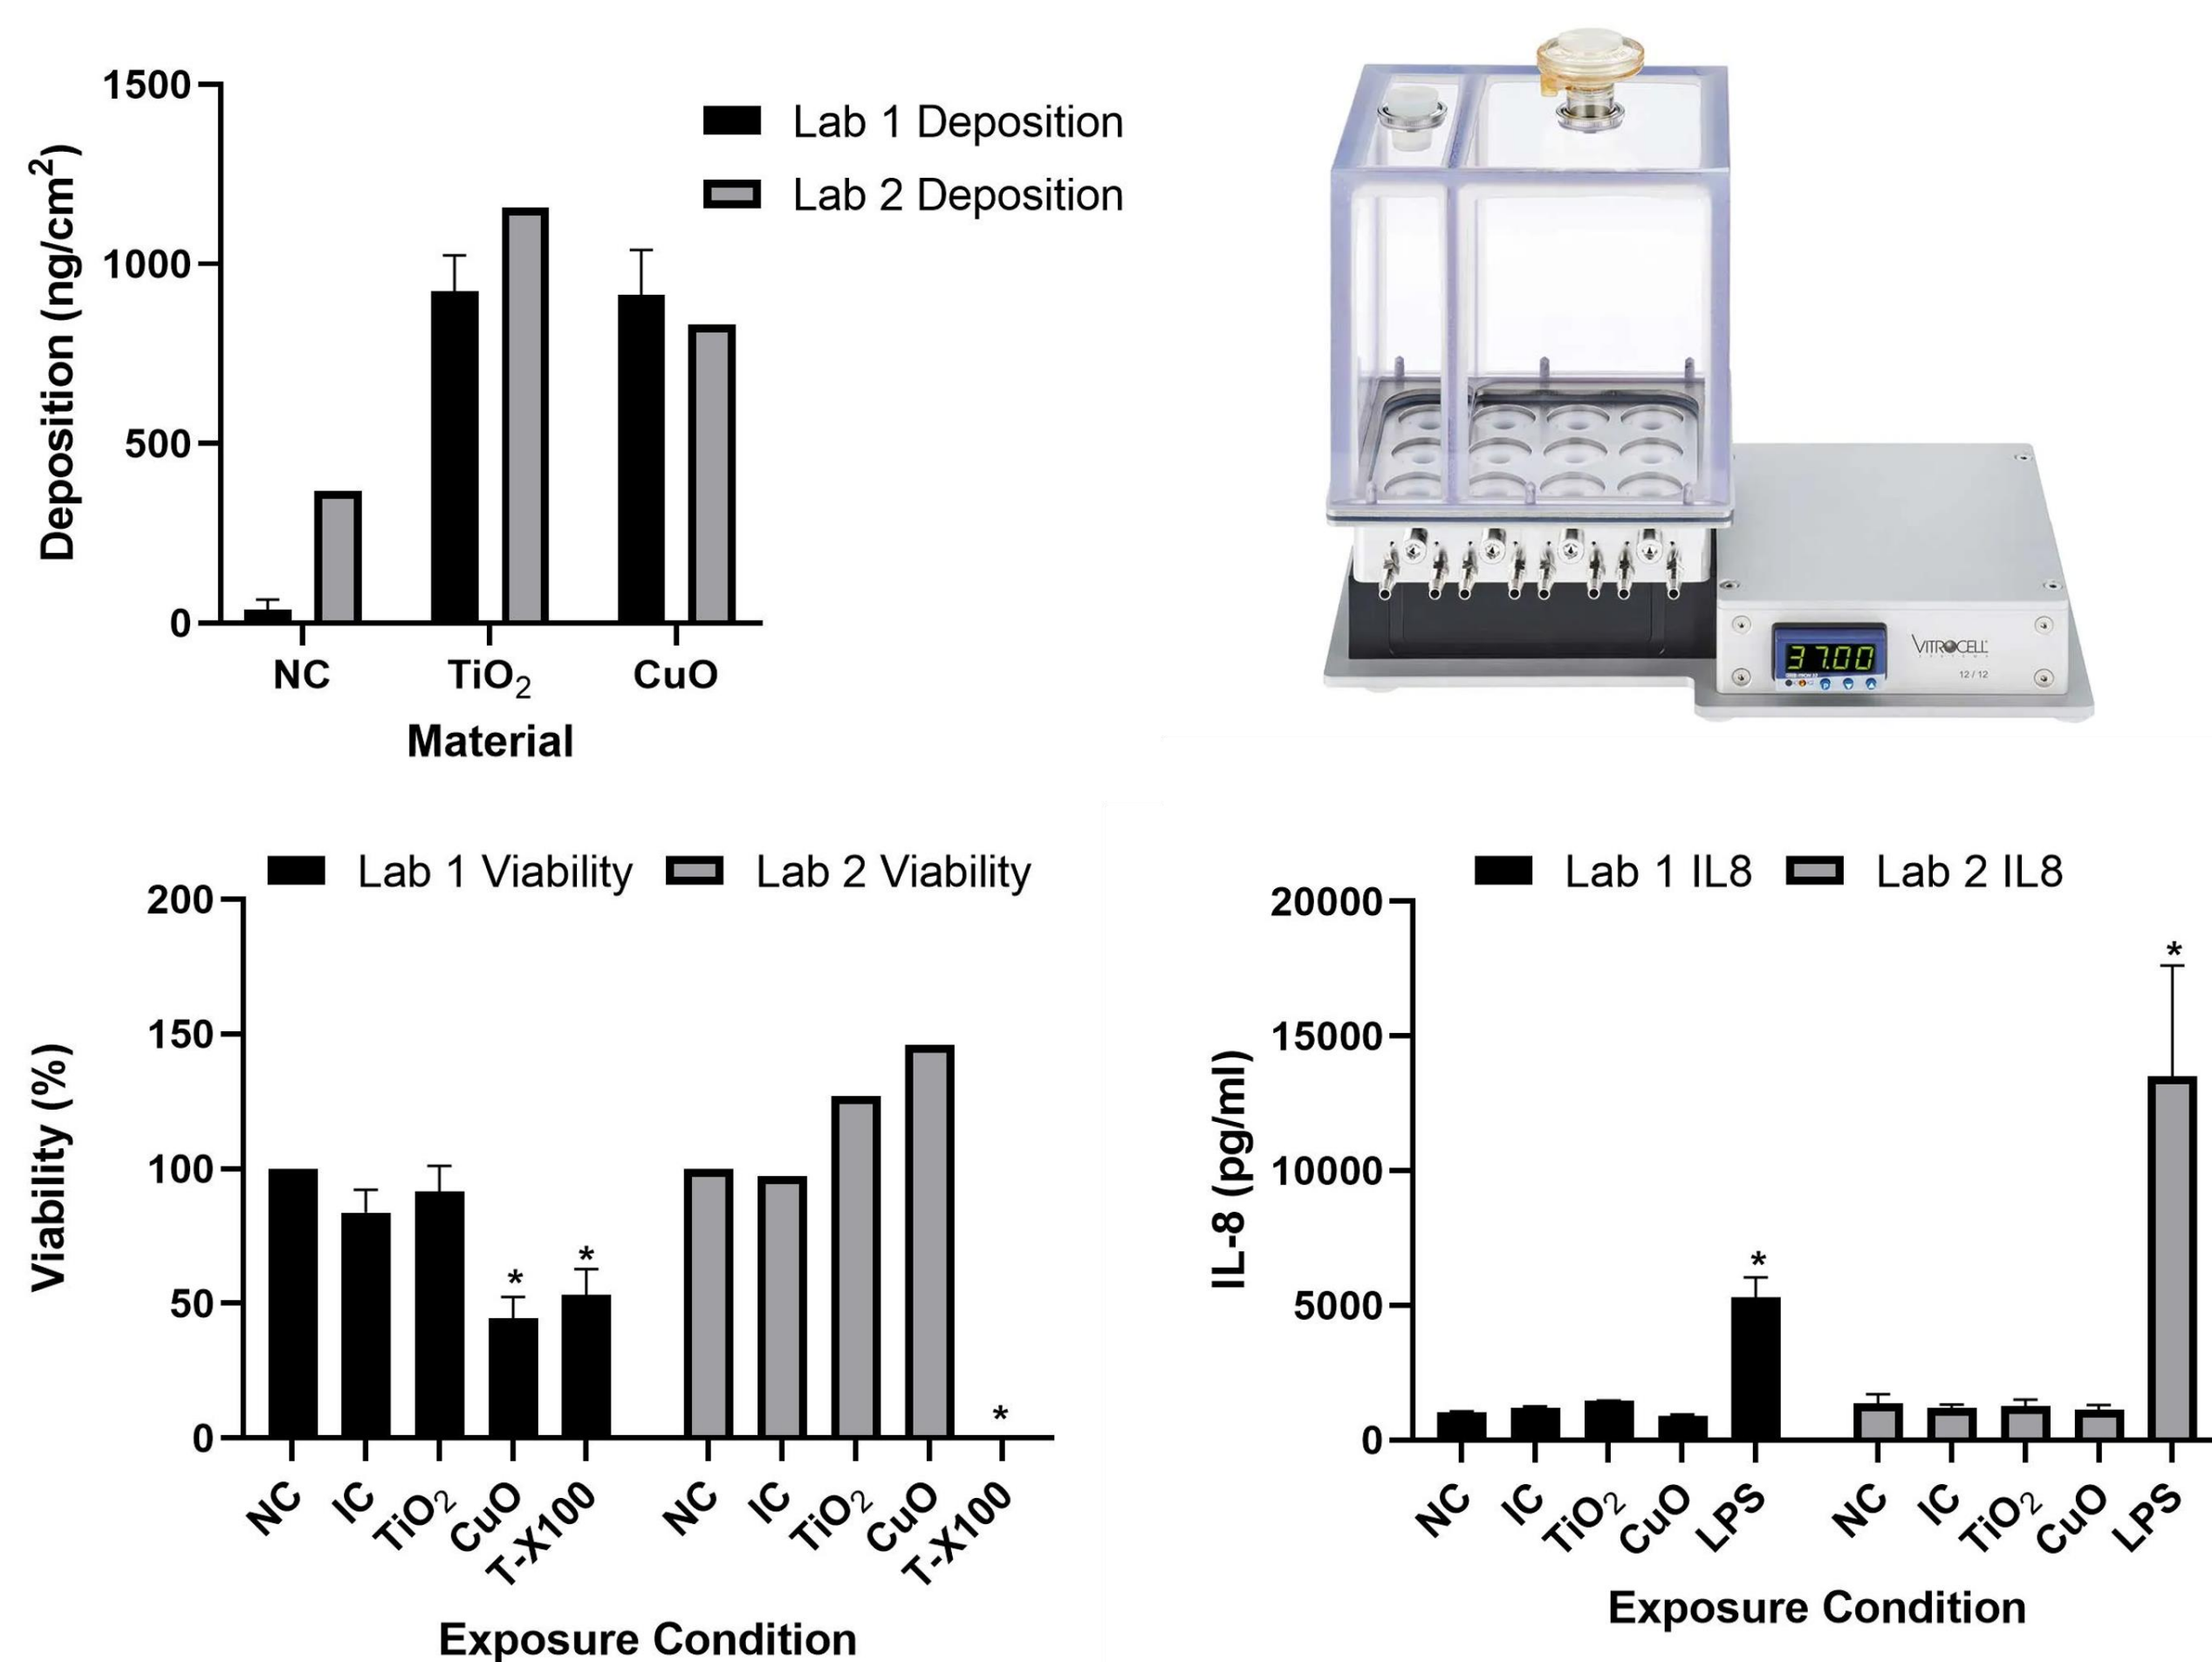 1500
1000
500
0
Deposition (ng/cm²)
Lab 1 Deposition
Lab 2 Deposition
NC TiO₂ CuO
Material
37.00
VITROCELL
SYSTEMS
12/12
Lab 1 Viability Lab 2 Viability
200
150
100
50
0
Viability (%)
* * *
NC IC TiO₂ CuO T-X100 NC IC TiO₂ CuO T-X100
Exposure Condition
Lab 1 IL8 Lab 2 IL8
20000
15000
10000
5000
0
IL-8 (pg/ml)
* *
NC IC TiO₂ CuO LPS NC IC TiO₂ CuO LPS
Exposure Condition